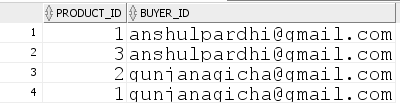 PRODUCT_ID BUYER_ID
1 1 anshulpardhi@gmail.com
2 3 anshulpardhi@gmail.com
3 2 gunjanagicha@gmail.com
4 1 gunjanagicha@gmail.com